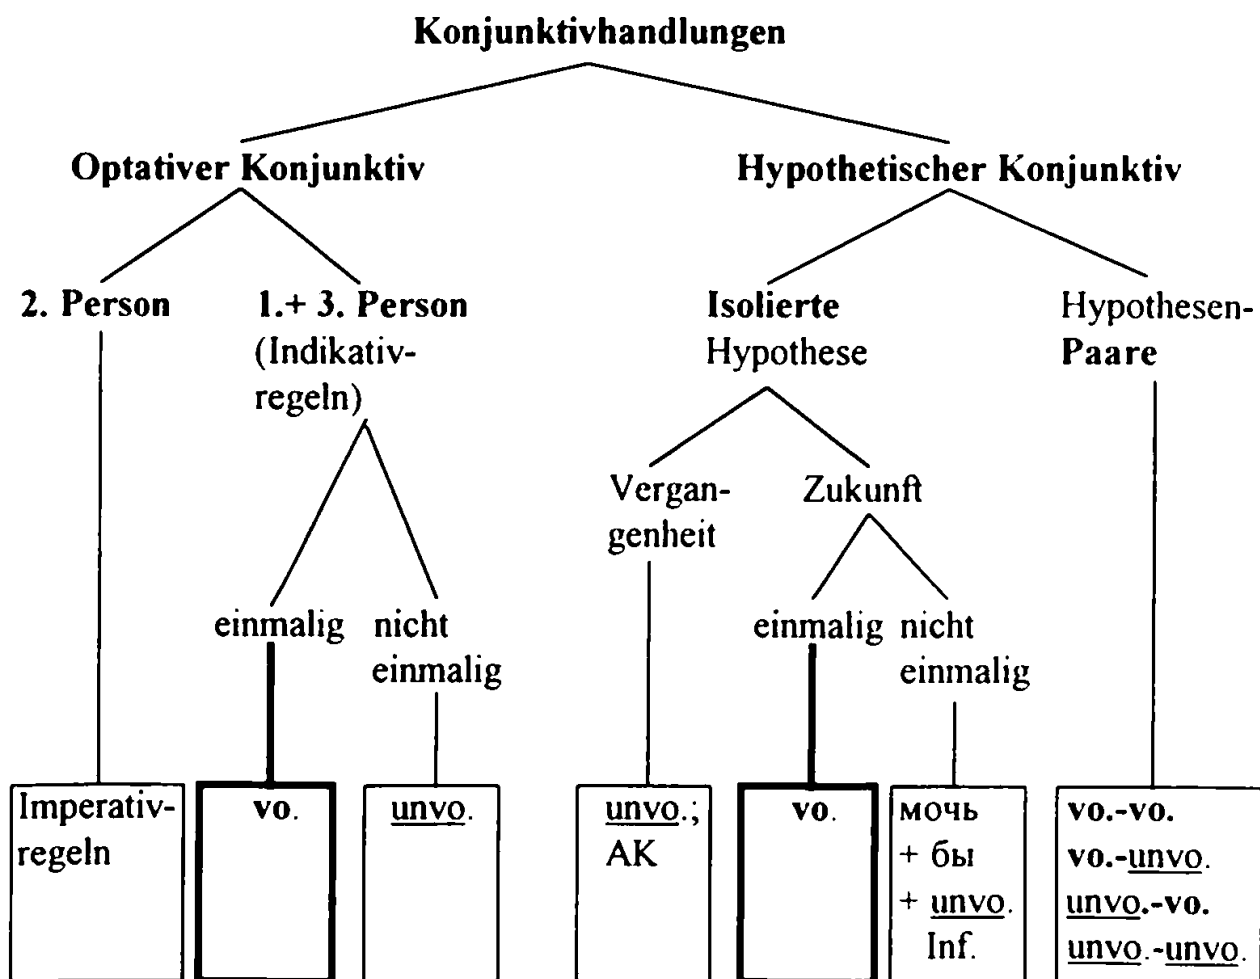 Konjunktivhandlungen
Optativer Konjunktiv
Hypothetischer Konjunktiv
2. Person
1.+ 3. Person
(Indikativ-
regeln)
Isolierte
Hypothese
Hypothesen-
Paare
Vergan-
genheit
Zukunft
einmalig
nicht
einmalig
einmalig
nicht
einmalig
Imperativ-
regeln
vo.
unvo.
unvo.;
AK
vo.
мочь
+ бы
+ unvo.
Inf.
vo.-vo.
vo.-unvo.
unvo.-vo.
unvo.-unvo.